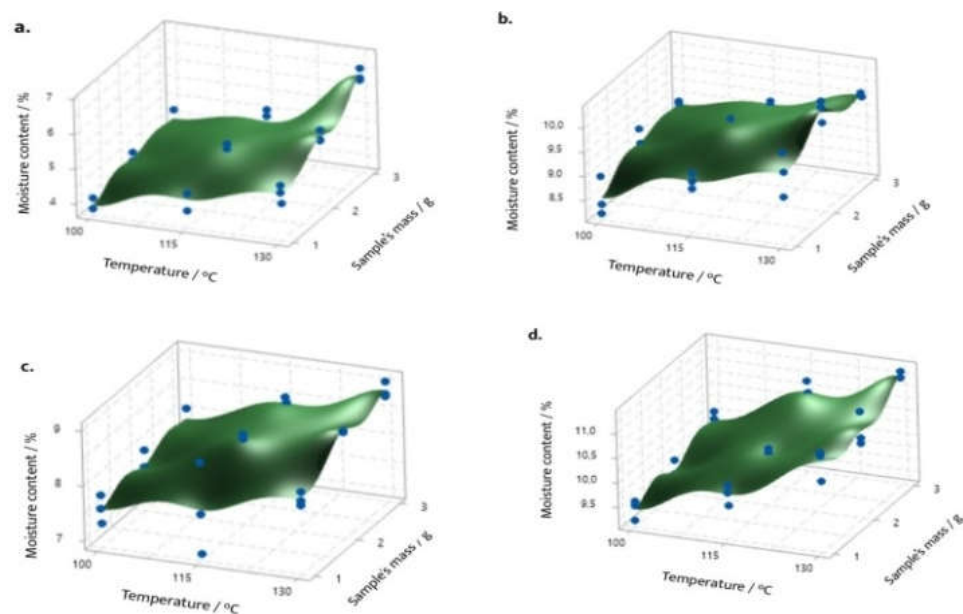 a.
Moisture content / %
7
6
5
4
100
115
130
Temperature / ºC
1
2
3
Sample's mass / g
b.
Moisture content / %
10.0
9.5
9.0
8.5
100
115
130
Temperature / ºC
1
2
3
Sample's mass / g
c.
Moisture content / %
9
8
7
100
115
130
Temperature / ºC
1
2
3
Sample's mass / g
d.
Moisture content / %
11.0
10.5
10.0
9.5
100
115
130
Temperature / ºC
1
2
3
Sample's mass / g